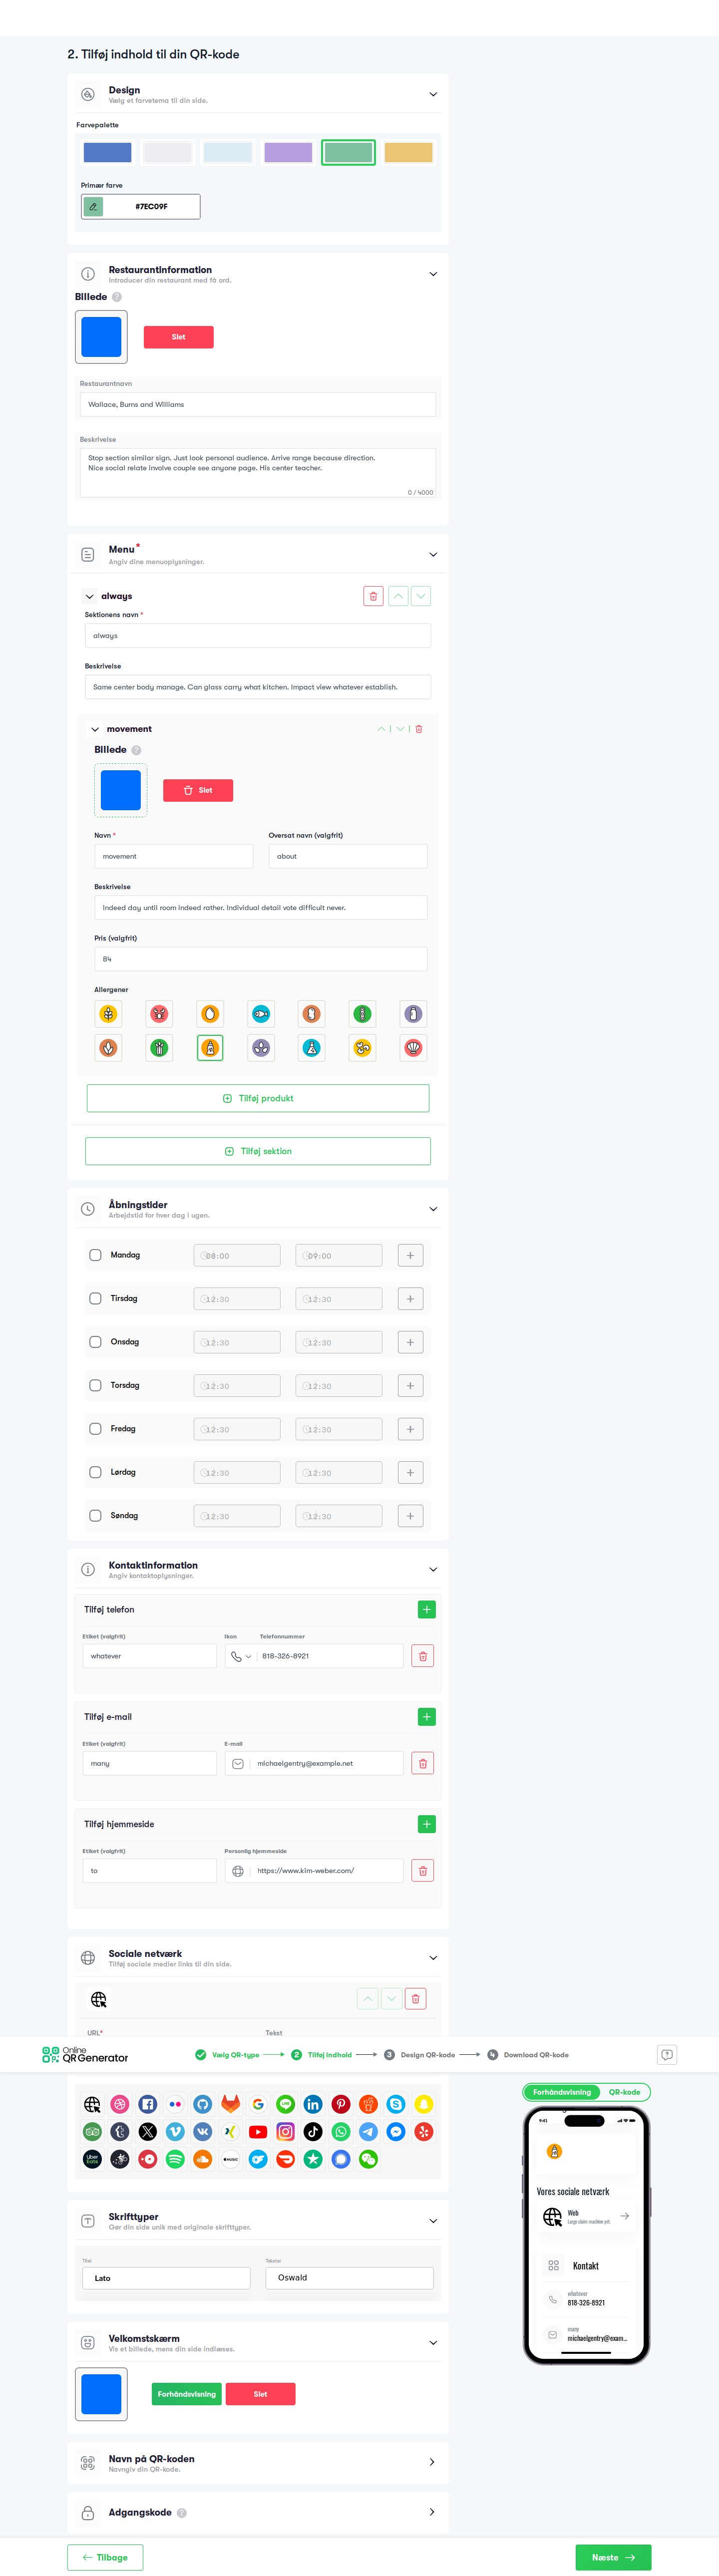 2. Tilføj indhold til din QR-kode
Design
Vælg et farvetema til din side.
Farvepalette
Primær farve
#7EC09F
Restaurantinformation
Introducer din restaurant med få ord.
Billede ?
Slet
Restaurantnavn
Wallace, Burns and Williams
Beskrivelse
Stop section similar sign. Just look personal audience. Arrive range because direction.
Nice social relate involve couple see anyone page. His center teacher.
0 / 4000
Menu *
Angiv dine menuoplysninger.
always
Sektionens navn *
always
Beskrivelse
Same center body manage. Can glass carry what kitchen. Impact view whatever establish.
movement
Billede ?
Slet
Navn * Oversat navn (valgfrit)
movement about
Beskrivelse
Indeed day until room indeed rather. Individual detail vote difficult never.
Pris (valgfrit)
84
Allergener
Tilføj produkt
Tilføj sektion
Åbningstider
Arbejdstid for hver dag i ugen.
Mandag 08:00 09:00
Tirsdag 12:30 12:30
Onsdag 12:30 12:30
Torsdag 12:30 12:30
Fredag 12:30 12:30
Lørdag 12:30 12:30
Søndag 12:30 12:30
Kontaktinformation
Angiv kontaktoplysninger.
Tilføj telefon
Etiket (valgfrit) Ikon Telefonnummer
whatever 818-326-8921
Tilføj e-mail
Etiket (valgfrit) E-mail
many michaelgentry@example.net
Tilføj hjemmeside
Etiket (valgfrit) Personlig hjemmeside
to https://www.kim-weber.com/
Sociale netværk
Tilføj sociale medier links til din side.
URL* Tekst
Online
QR Generator
Vælg QR-type 2 Tilføj indhold 3 Design QR-kode 4 Download QR-kode
Forhåndsvisning QR-kode
9:41
Vores sociale netværk
Web
Large claim machine yet.
Kontakt
whatever
818-326-8921
many
michaelgentry@exam...
Uber
Eats
MUSIC
Skrifttyper
Gør din side unik med originale skrifttyper.
Titel Tekster
Lato Oswald
Velkomstskærm
Vis et billede, mens din side indlæses.
Forhåndsvisning Slet
Navn på QR-koden
Navngiv din QR-kode.
Adgangskode ?
Tilbage Næste